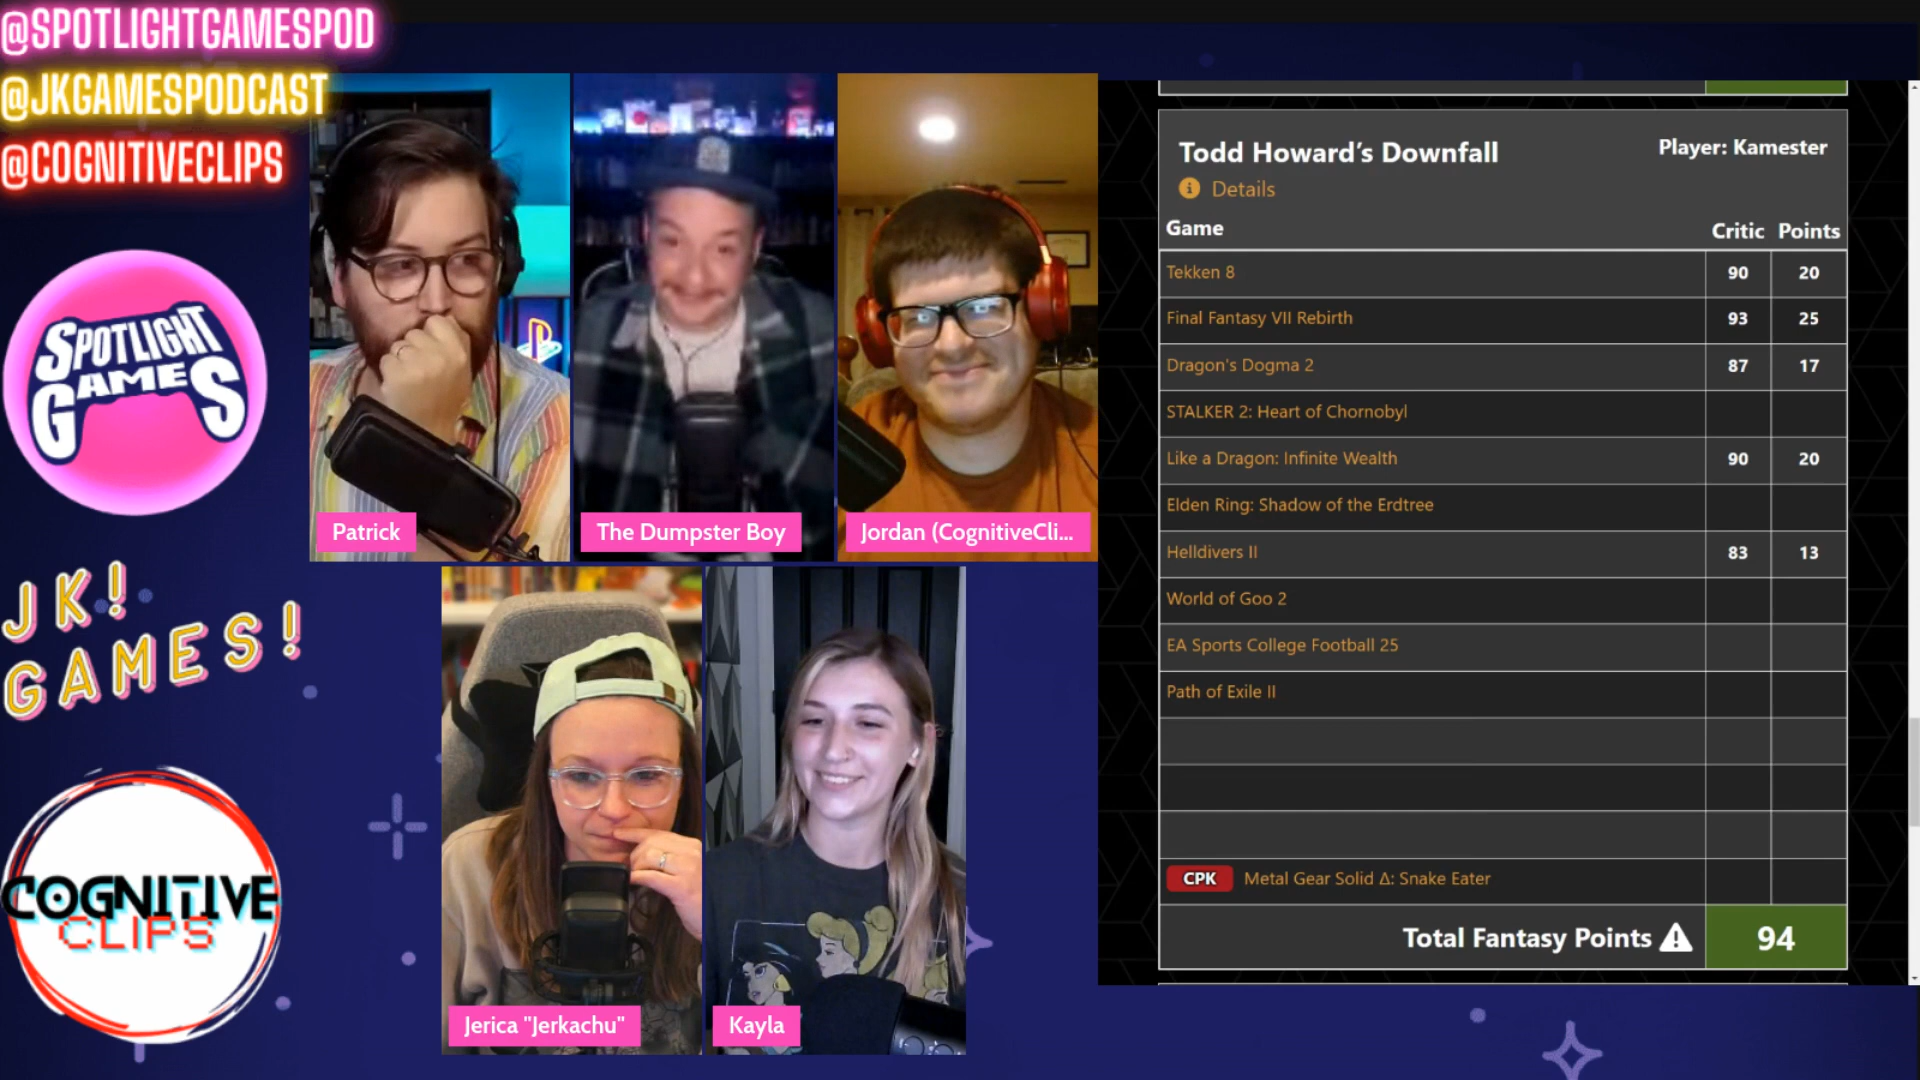 @SPOTLIGHTGAMESPOD
@JKGAMESPODCAST
@COGNITIVECLIPS
SPOTLIGHT
GAMES
JK!
GAMES!
COGNITIVE
CLIPS
Patrick
The Dumpster Boy
Jordan (CognitiveCli...
Jerica "Jerkachu"
Kayla
Todd Howard's Downfall
Player: Kamester
Details
Game Critic Points
Tekken 8 90 20
Final Fantasy VII Rebirth 93 25
Dragon's Dogma 2 87 17
STALKER 2: Heart of Chornobyl
Like a Dragon: Infinite Wealth 90 20
Elden Ring: Shadow of the Erdtree
Helldivers II 83 13
World of Goo 2
EA Sports College Football 25
Path of Exile II
CPK Metal Gear Solid Δ: Snake Eater
Total Fantasy Points 94